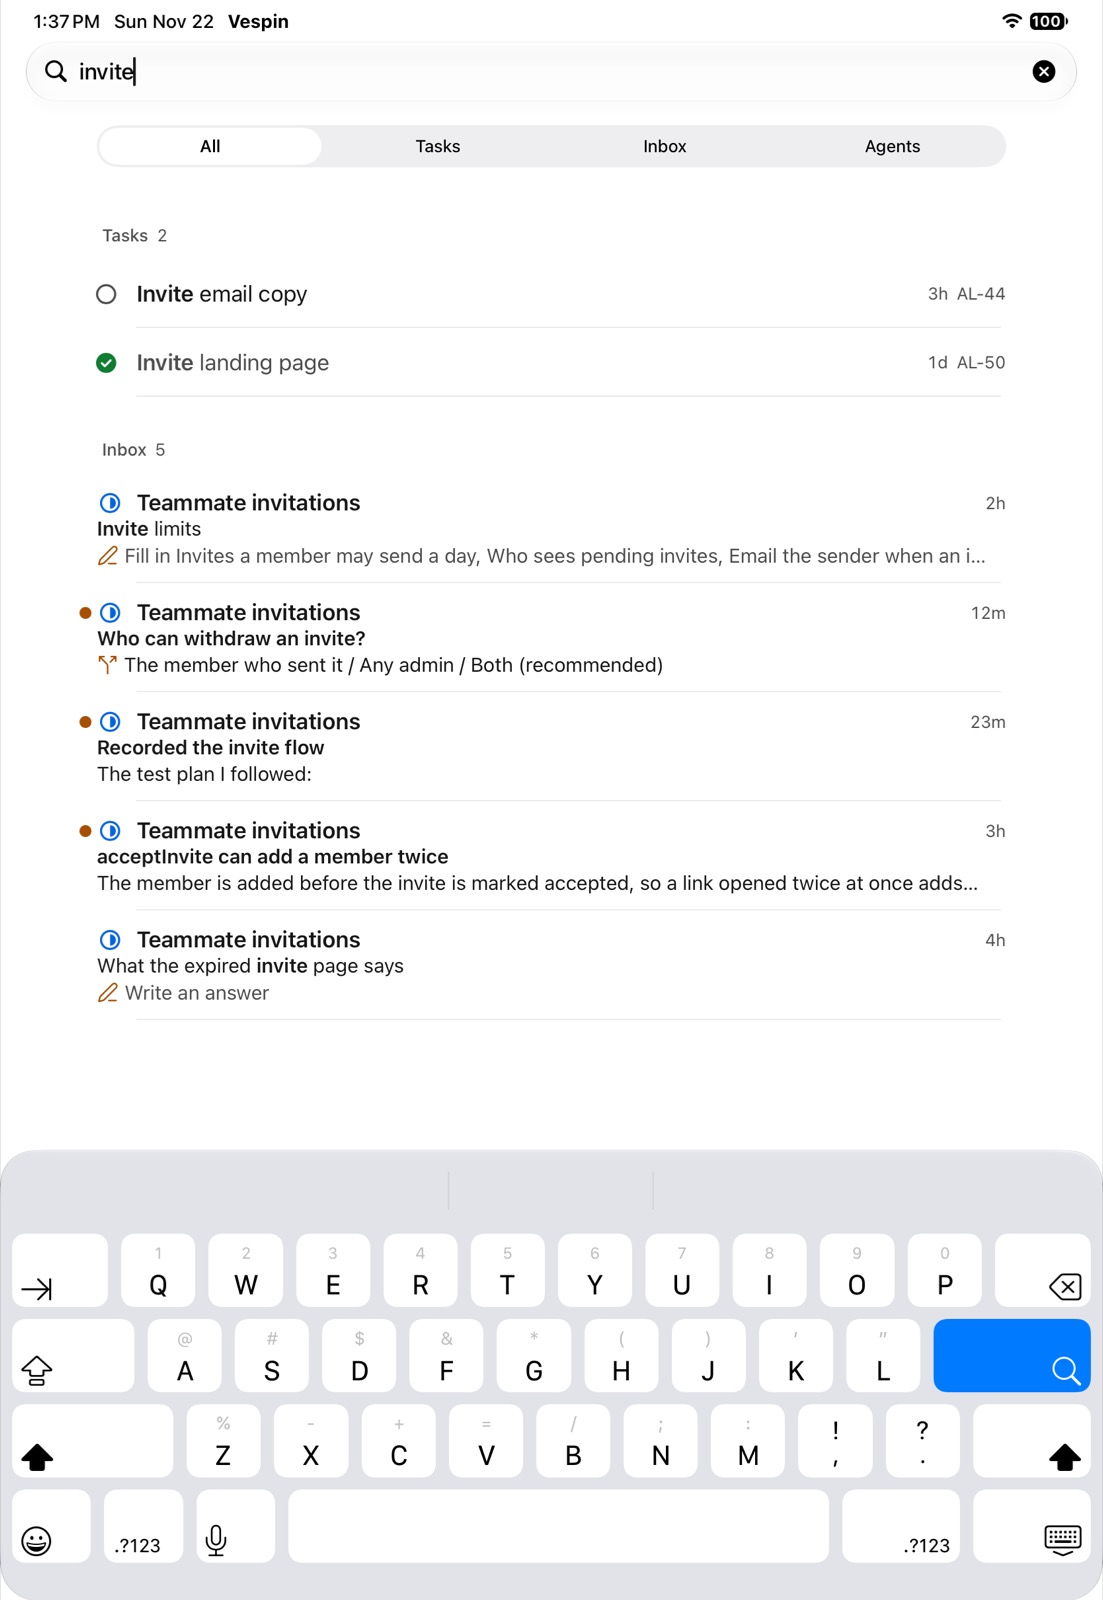 1:37 PM Sun Nov 22 Vespin 100
invite
All Tasks Inbox Agents
Tasks 2
Invite email copy 3h AL-44
Invite landing page 1d AL-50
Inbox 5
Teammate invitations 2h
Invite limits
Fill in Invites a member may send a day, Who sees pending invites, Email the sender when an i...
Teammate invitations 12m
Who can withdraw an invite?
The member who sent it / Any admin / Both (recommended)
Teammate invitations 23m
Recorded the invite flow
The test plan I followed:
Teammate invitations 3h
acceptInvite can add a member twice
The member is added before the invite is marked accepted, so a link opened twice at once adds...
Teammate invitations 4h
What the expired invite page says
Write an answer
1 2 3 4 5 6 7 8 9 0
Q W E R T Y U I O P
@ # $ & * ( ) ' "
A S D F G H J K L
% - + = / ; : ! ?
Z X C V B N M , .
.?123 .?123